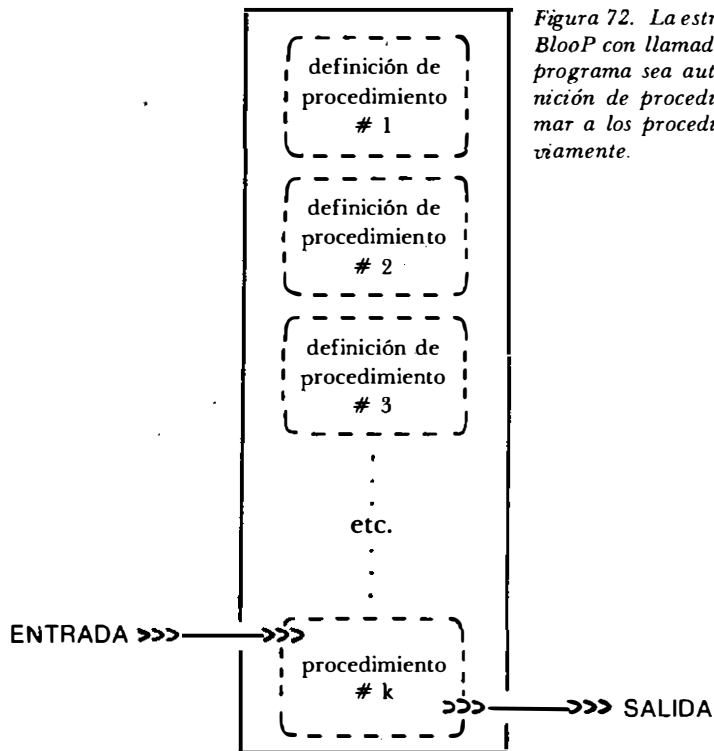 Figura 72. La estr
BlooP con llamad
programa sea aut
nición de procedi
mar a los procedi
viamente.
definición de
procedimiento
# 1
definición de
procedimiento
# 2
definición de
procedimiento
# 3
etc.
ENTRADA >>> >>>
procedimiento
# k
>>> >>> SALIDA